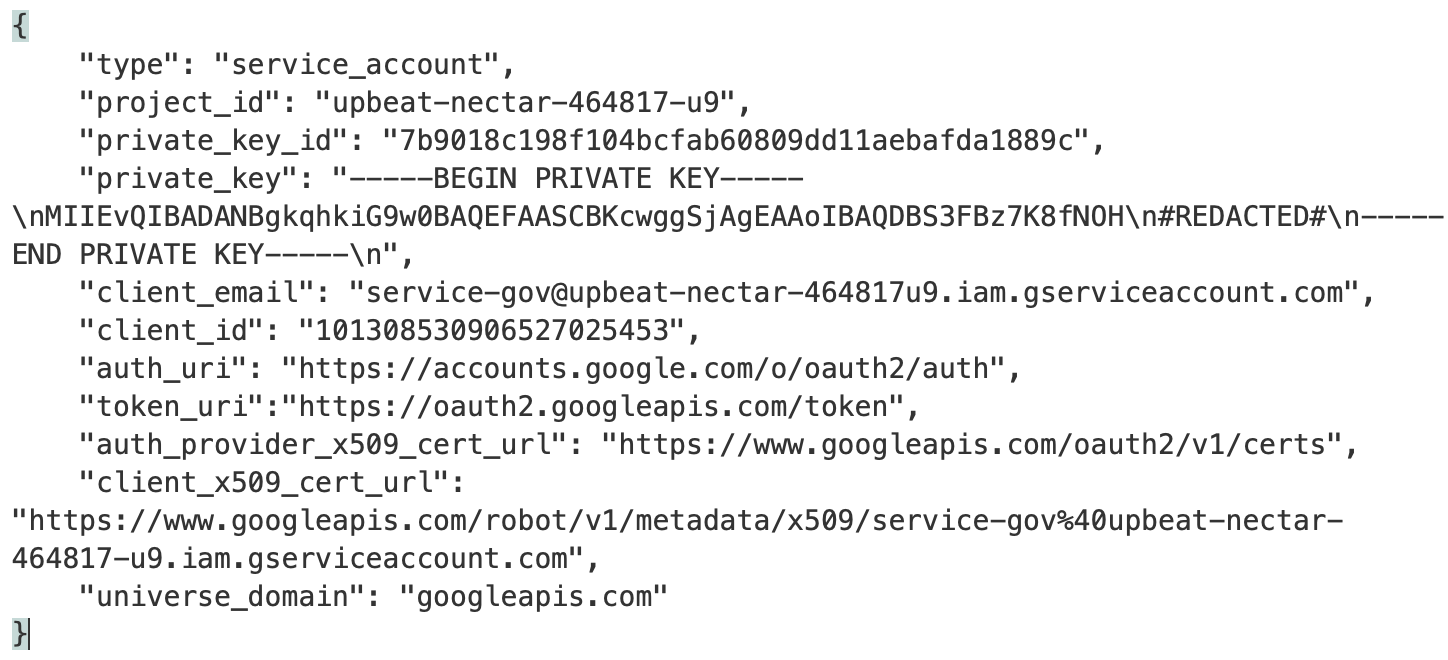 {
    "type": "service_account",
    "project_id": "upbeat-nectar-464817-u9",
    "private_key_id": "7b9018c198f104bcfab60809dd11aebafda1889c",
    "private_key": "-----BEGIN PRIVATE KEY-----
\nMIIEvQIBADANBgkqhkiG9w0BAQEFAASCBKcwggSjAgEAAoIBAQDBS3FBz7K8fNOH\n#REDACTED#\n-----
END PRIVATE KEY-----\n",
    "client_email": "service-gov@upbeat-nectar-464817u9.iam.gserviceaccount.com",
    "client_id": "101308530906527025453",
    "auth_uri": "https://accounts.google.com/o/oauth2/auth",
    "token_uri":"https://oauth2.googleapis.com/token",
    "auth_provider_x509_cert_url": "https://www.googleapis.com/oauth2/v1/certs",
    "client_x509_cert_url":
"https://www.googleapis.com/robot/v1/metadata/x509/service-gov%40upbeat-nectar-
464817-u9.iam.gserviceaccount.com",
    "universe_domain": "googleapis.com"
}